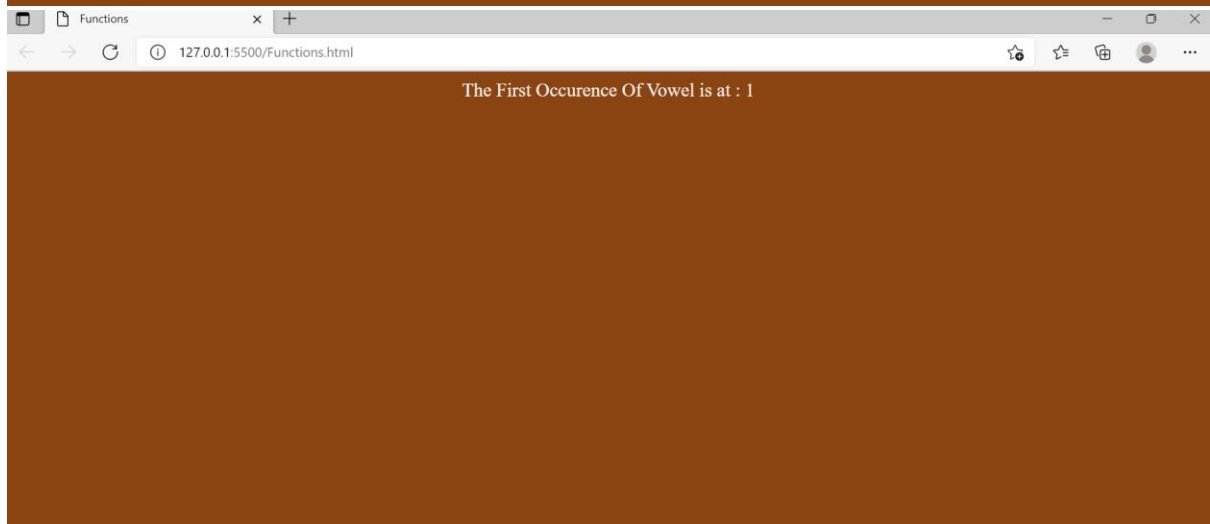 Functions
127.0.0.1:5500/Functions.html
The First Occurence Of Vowel is at : 1